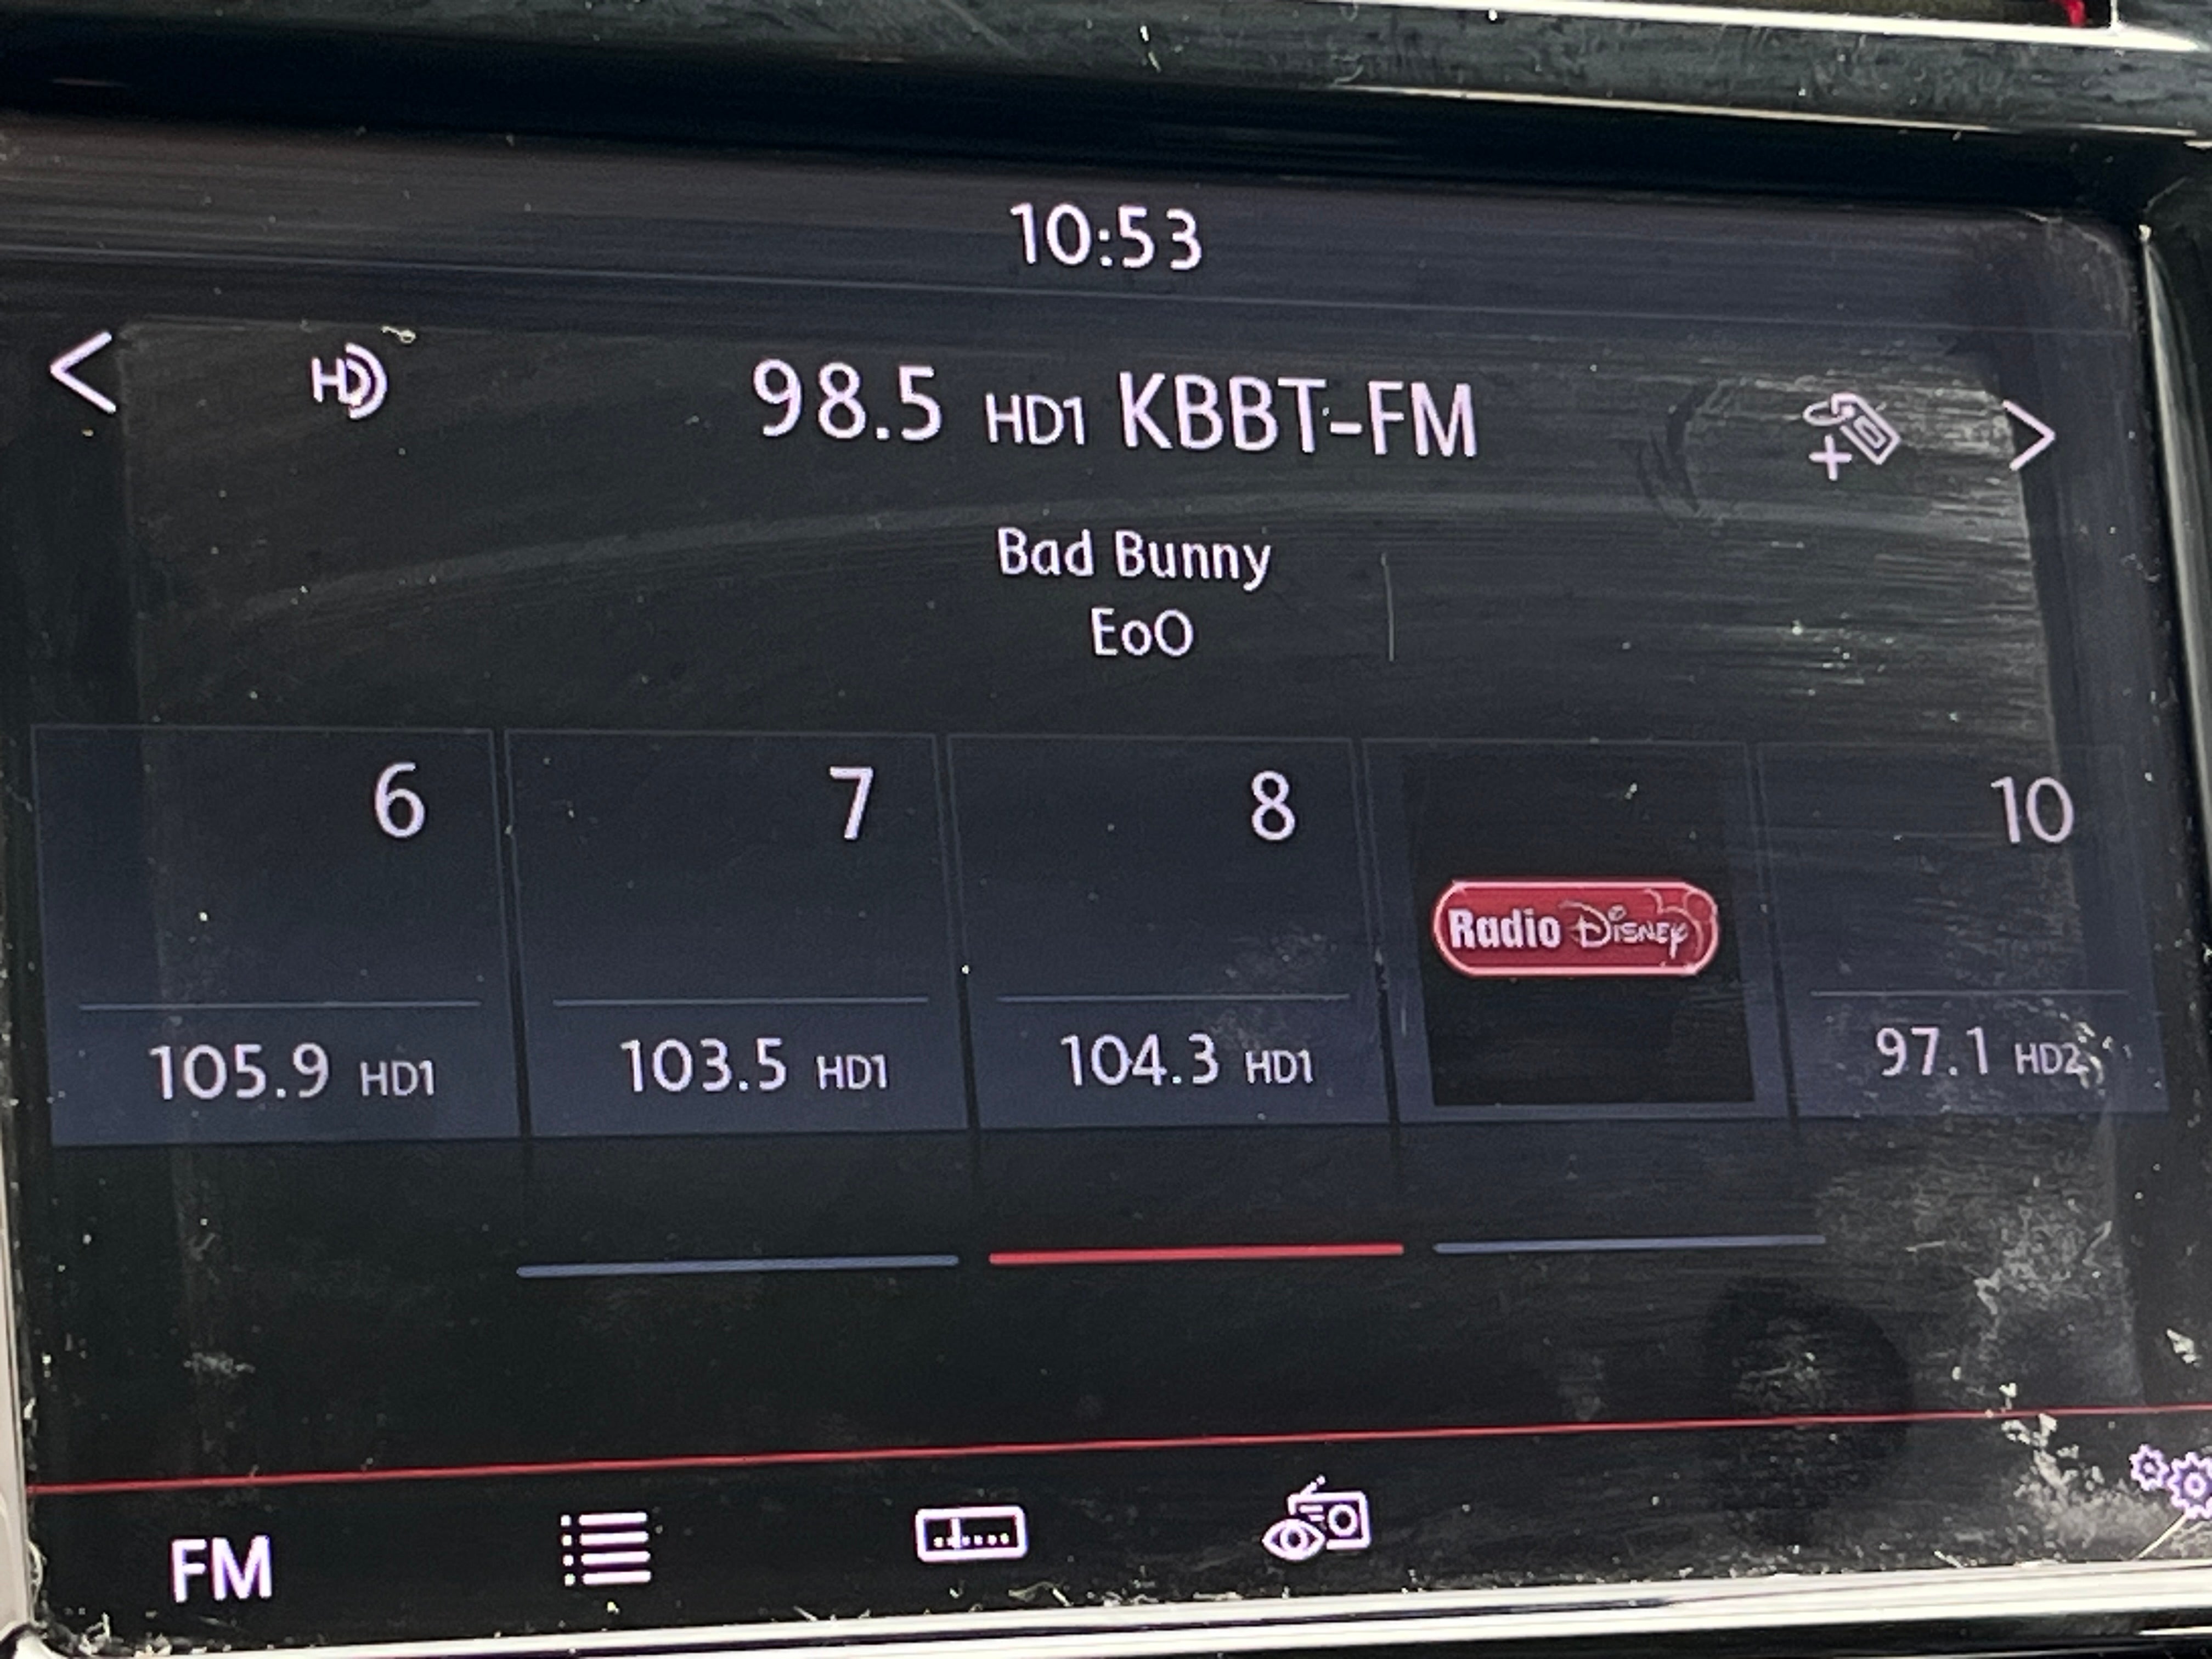 10:53
HD 98.5 HD1 KBBT-FM
Bad Bunny
EoO
6 7 8 10
Radio Disney
105.9 HD1 103.5 HD1 104.3 HD1 97.1 HD2
FM